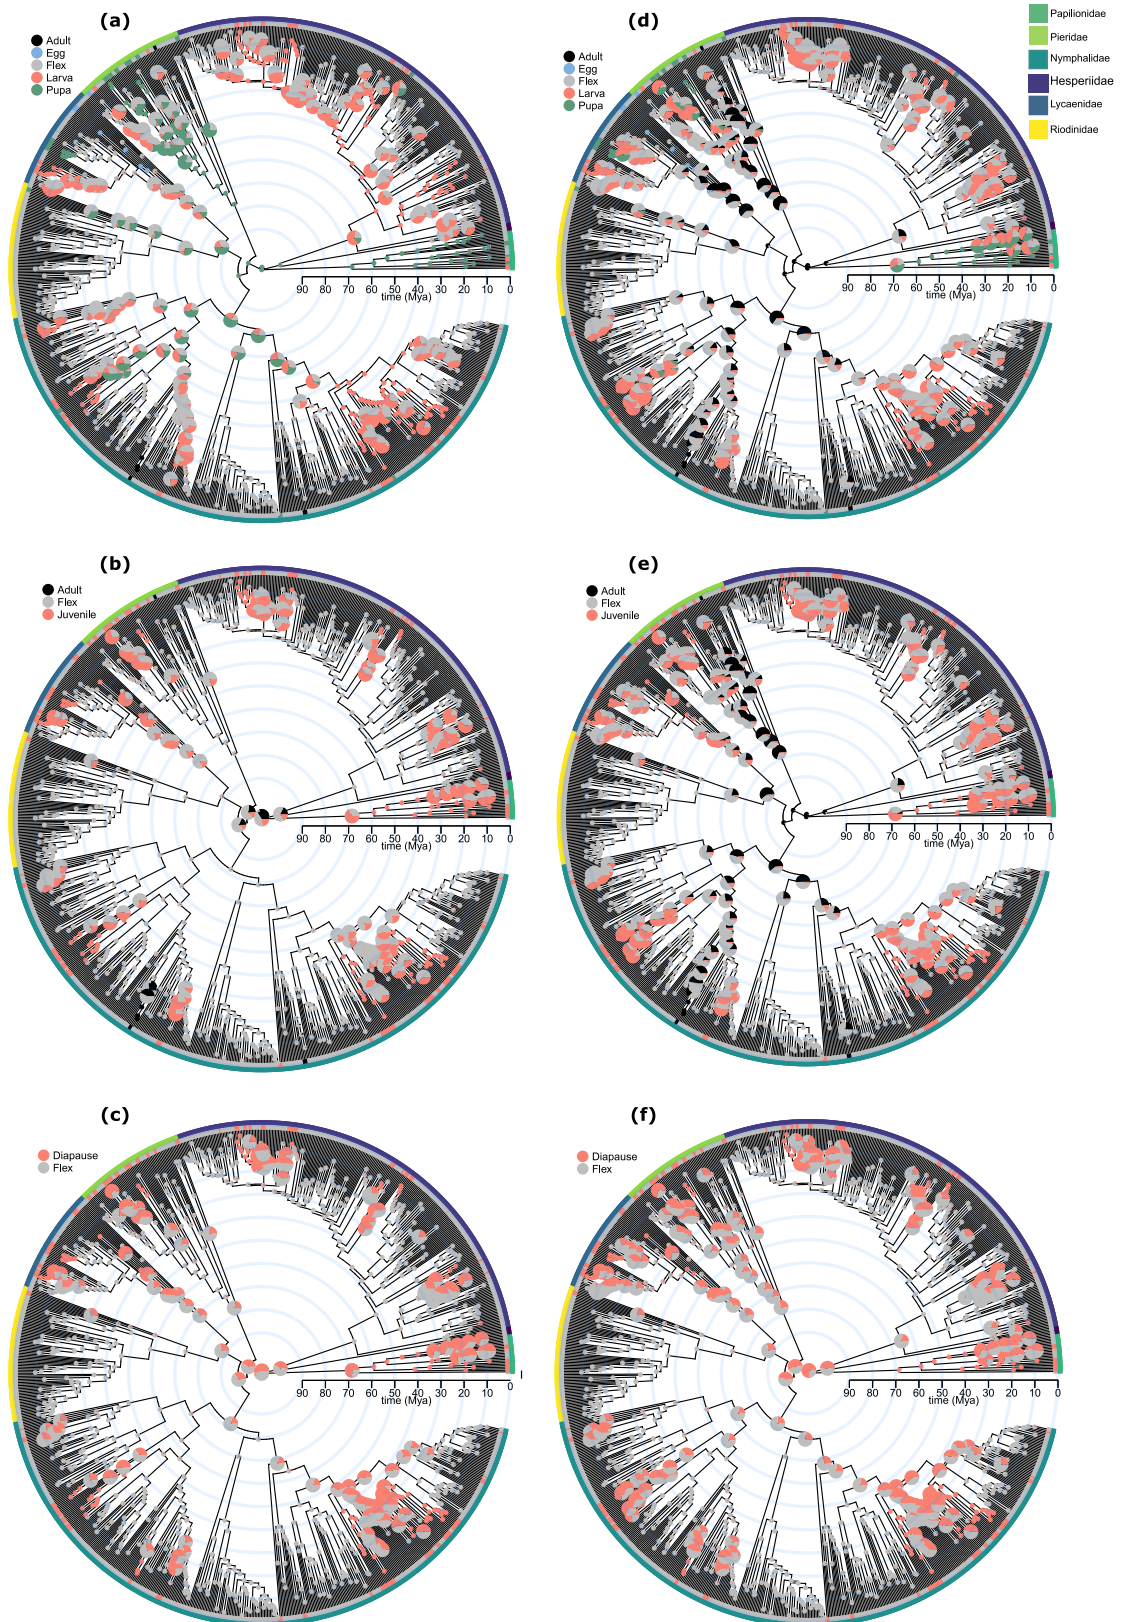 (a)
Adult
Egg
Flex
Larva
Pupa
90 80 70 60 50 40 30 20 10 0
time (Mya)
(d)
Adult
Egg
Flex
Larva
Pupa
90 80 70 60 50 40 30 20 10 0
time (Mya)
Papilionidae
Pieridae
Nymphalidae
Hesperiidae
Lycaenidae
Riodinidae
(b)
Adult
Flex
Juvenile
90 80 70 60 50 40 30 20 10 0
time (Mya)
(e)
Adult
Flex
Juvenile
90 80 70 60 50 40 30 20 10 0
time (Mya)
(c)
Diapause
Flex
90 80 70 60 50 40 30 20 10 0
time (Mya)
(f)
Diapause
Flex
90 80 70 60 50 40 30 20 10 0
time (Mya)